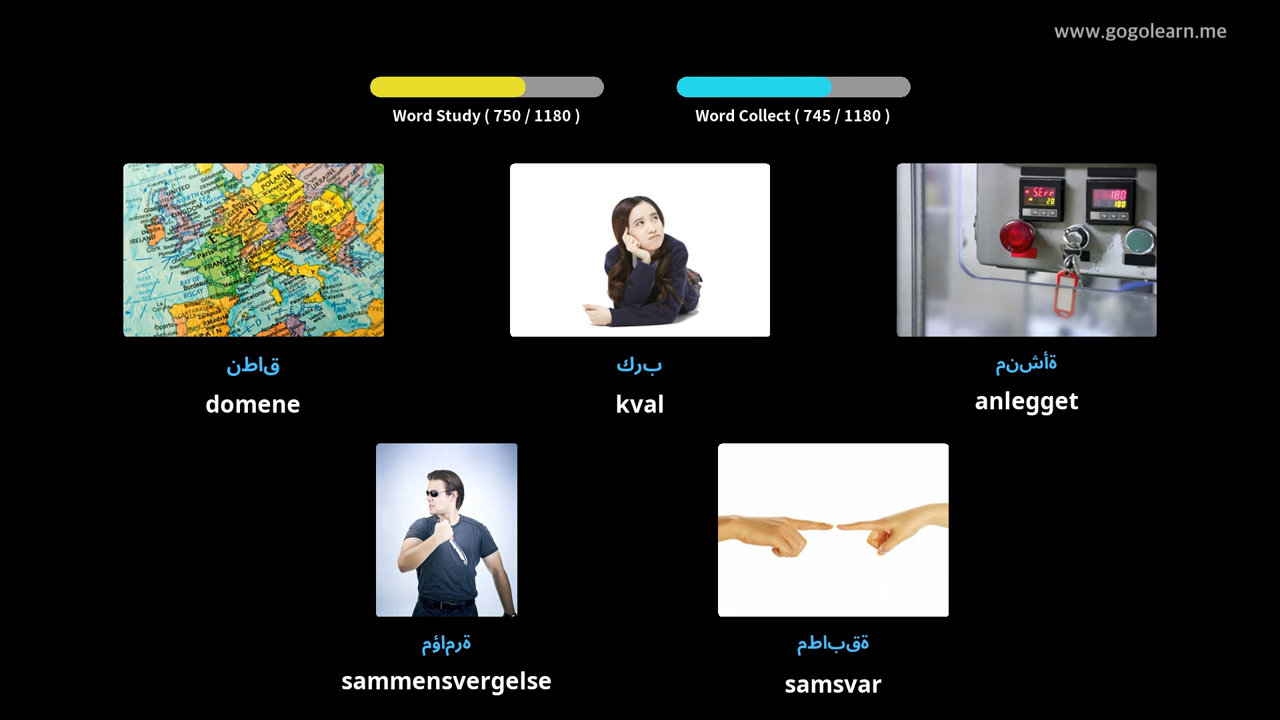 www.gogolearn.me
Word Study ( 750 / 1180 )
Word Collect ( 745 / 1180 )
قاطن
domene
برك
kval
ةأشنم
anlegget
ةرماؤم
sammensvergelse
ةقباطم
samsvar